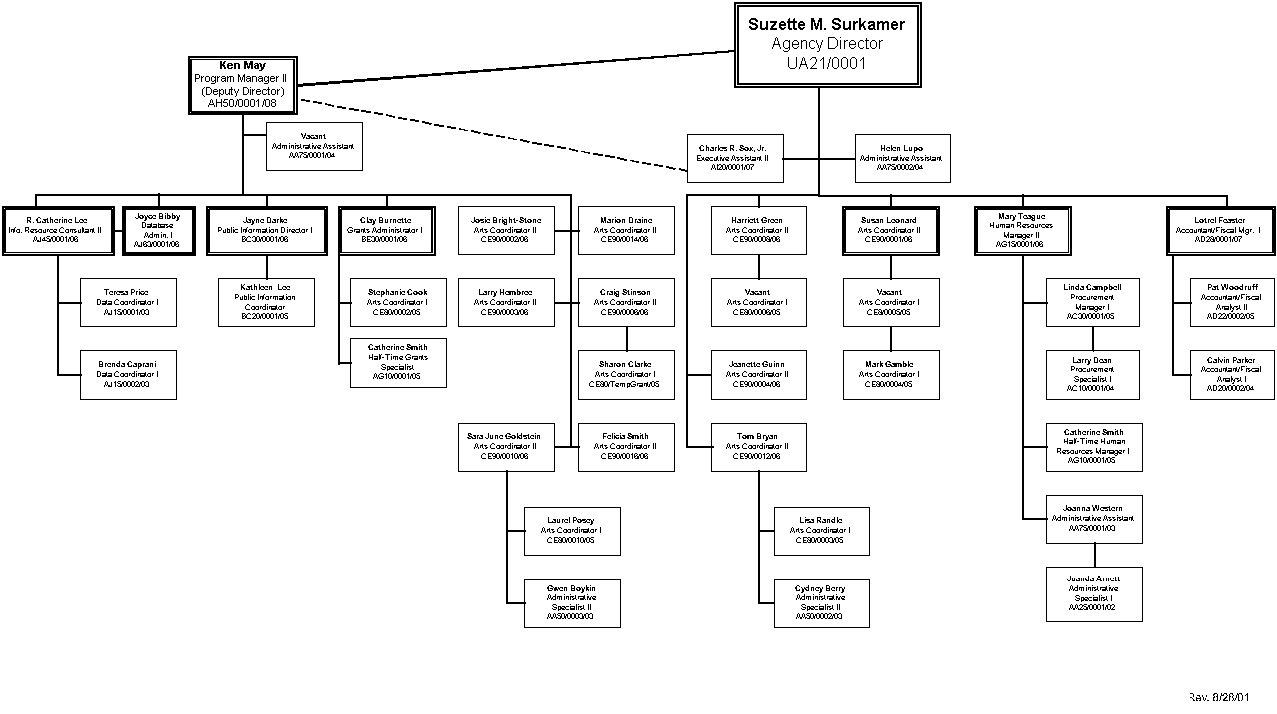 Suzette M. Surkamer
Agency Director
UA21/0001
Ken May
Program Manager II
(Deputy Director)
AH50/0001/08
Vacant
Administrative Assistant
AA75/0001/04
Charles R. Sox, Jr.
Executive Assistant II
AI20/0001/07
Helen Lupo
Administrative Assistant
AA75/0002/04
R. Catherine Lee
Info. Resource Consultant II
AJ45/0001/06
Joyce Bibby
Database
Admin. I
AJ63/0001/06
Jayne Darke
Public Information Director I
BC30/0001/06
Clay Burnette
Grants Administrator I
BE30/0001/06
Josie Bright-Stone
Arts Coordinator II
CE90/0002/06
Marion Draine
Arts Coordinator II
CE90/0014/06
Harriett Green
Arts Coordinator II
CE90/0008/06
Susan Leonard
Arts Coordinator II
CE90/0001/06
Mary Teague
Human Resources
Manager II
AG15/0001/06
Lotrel Feaster
Accountant/Fiscal Mgr. I
AD28/0001/07
Teresa Price
Data Coordinator I
AJ15/0001/03
Kathleen Lee
Public Information
Coordinator
BC20/0001/05
Stephanie Cook
Arts Coordinator I
CE80/0002/05
Larry Hembree
Arts Coordinator II
CE90/0003/06
Craig Stinson
Arts Coordinator II
CE90/0006/06
Vacant
Arts Coordinator I
CE80/0006/05
Vacant
Arts Coordinator I
CE8/0005/05
Linda Campbell
Procurement
Manager I
AC30/0001/05
Pat Woodruff
Accountant/Fiscal
Analyst II
AD22/0002/05
Brenda Caprani
Data Coordinator I
AJ15/0002/03
Catherine Smith
Half-Time Grants
Specialist
AG10/0001/05
Sharon Clarke
Arts Coordinator I
CE80/TempGrant/05
Jeanette Guinn
Arts Coordinator II
CE90/0004/06
Mark Gamble
Arts Coordinator I
CE80/0004/05
Larry Dean
Procurement
Specialist I
AC10/0001/04
Calvin Parker
Accountant/Fiscal
Analyst I
AD20/0002/04
Sara June Goldstein
Arts Coordinator II
CE90/0010/06
Felicia Smith
Arts Coordinator II
CE90/0016/06
Tom Bryan
Arts Coordinator II
CE90/0012/06
Catherine Smith
Half-Time Human
Resources Manager I
AG10/0001/05
Laurel Posey
Arts Coordinator I
CE80/0010/05
Lisa Randle
Arts Coordinator I
CE80/0003/05
Joanna Western
Administrative Assistant
AA75/0001/03
Gwen Boykin
Administrative
Specialist II
AA50/0003/03
Cydney Berry
Administrative
Specialist II
AA50/0002/03
Juanda Arnett
Administrative
Specialist I
AA25/0001/02
Rev. 8/28/01